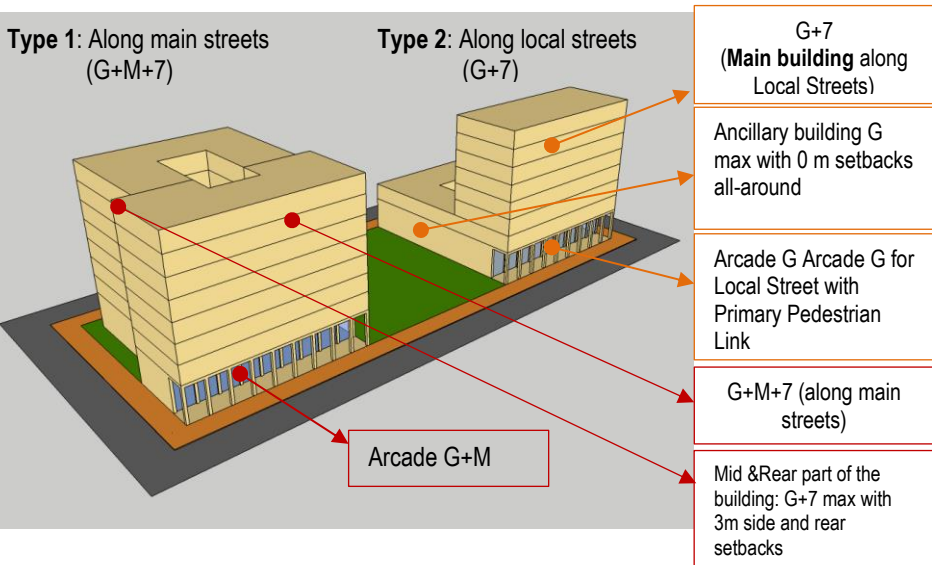 Type 1: Along main streets
(G+M+7)
Type 2: Along local streets
(G+7)
G+7
(Main building along
Local Streets)
Ancillary building G
max with 0 m setbacks
all-around
Arcade G Arcade G for
Local Street with
Primary Pedestrian
Link
G+M+7 (along main
streets)
Arcade G+M
Mid &Rear part of the
building: G+7 max with
3m side and rear
setbacks